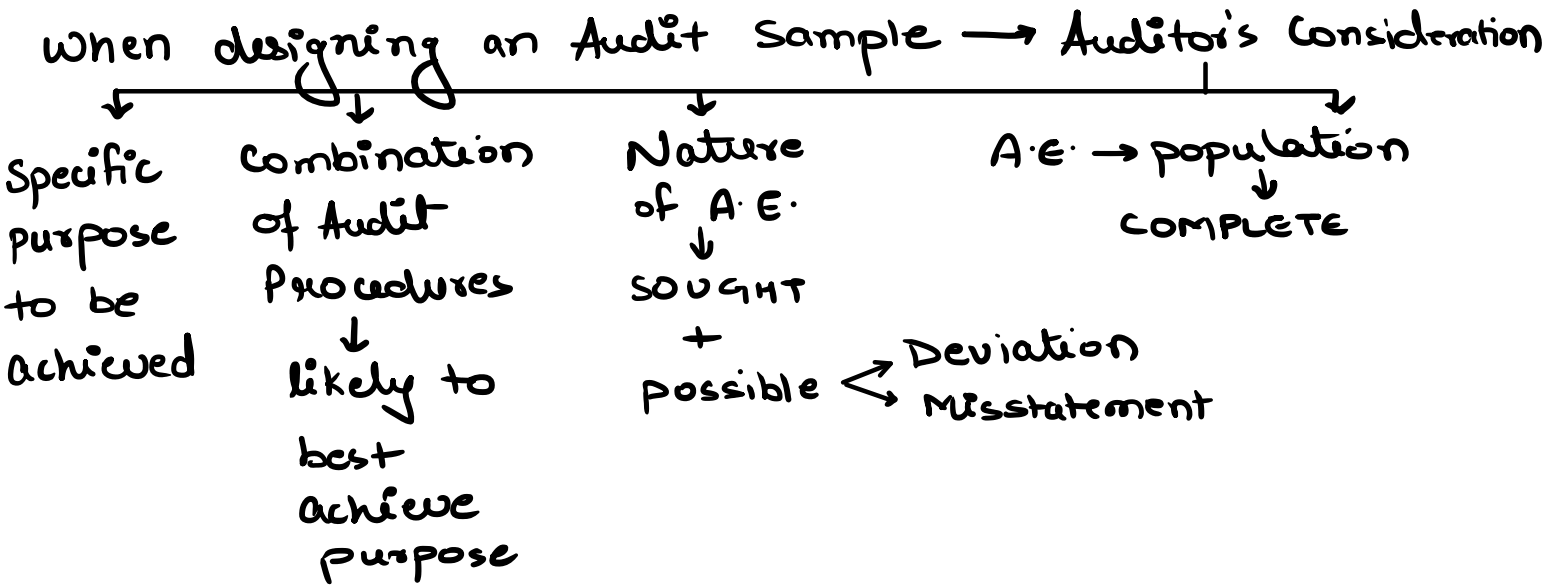 When designing an Audit Sample → Auditor's Consideration
Specific
purpose
to be
achieved
Combination
of Audit
Procedures
↓
likely to
best
achieve
purpose
Nature
of A.E.
↓
SOUGHT
+
possible
Deviation
Misstatement
A.E. → population
↓
COMPLETE